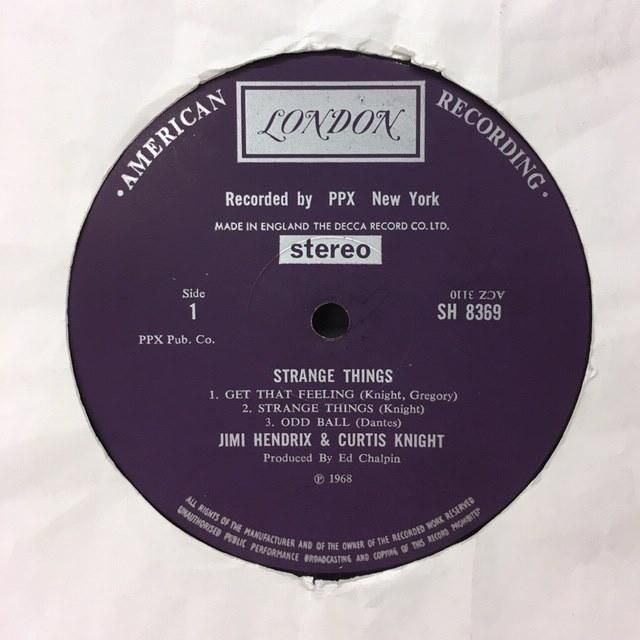 · AMERICAN RECORDING ·
LONDON
Recorded by PPX New York
MADE IN ENGLAND THE DECCA RECORD CO. LTD.
stereo
Side
1
PPX Pub. Co.
ACZ 3110
SH 8369
STRANGE THINGS
1. GET THAT FEELING (Knight, Gregory)
2. STRANGE THINGS (Knight)
3. ODD BALL (Dantes)
JIMI HENDRIX & CURTIS KNIGHT
Produced By Ed Chalpin
℗ 1968
ALL RIGHTS OF THE MANUFACTURER AND OF THE OWNER OF THE RECORDED WORK RESERVED
UNAUTHORISED PUBLIC PERFORMANCE BROADCASTING AND COPYING OF THIS RECORD PROHIBITED